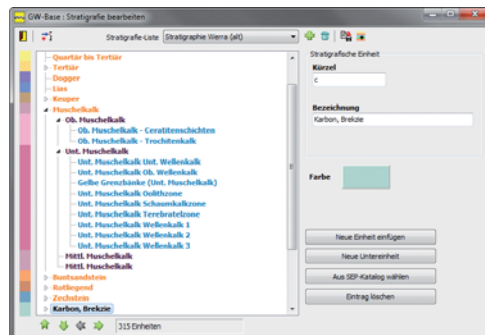 GW-Base : Stratigrafie bearbeiten
Stratigrafie-Liste Stratigraphie Werra (alt)
Quartär bis Tertiär
Tertiär
Dogger
Lias
Keuper
Muschelkalk
Ob. Muschelkalk
Ob. Muschelkalk - Ceratitenschichten
Ob. Muschelkalk - Trochitenkalk
Unt. Muschelkalk
Unt. Muschelkalk Unt. Wellenkalk
Unt. Muschelkalk Ob. Wellenkalk
Gelbe Grenzbänke (Unt. Muschelkalk)
Unt. Muschelkalk Oolithzone
Unt. Muschelkalk Schaumkalkzone
Unt. Muschelkalk Terebratelzone
Unt. Muschelkalk Wellenkalk 1
Unt. Muschelkalk Wellenkalk 2
Unt. Muschelkalk Wellenkalk 3
Mittl. Muschelkalk
Mittl. Muschelkalk
Buntsandstein
Rotliegend
Zechstein
Karbon, Brekzie
315 Einheiten
Stratigrafische Einheit
Kürzel
c
Bezeichnung
Karbon, Brekzie
Farbe
Neue Einheit einfügen
Neue Untereinheit
Aus SEP-Katalog wählen
Eintrag löschen